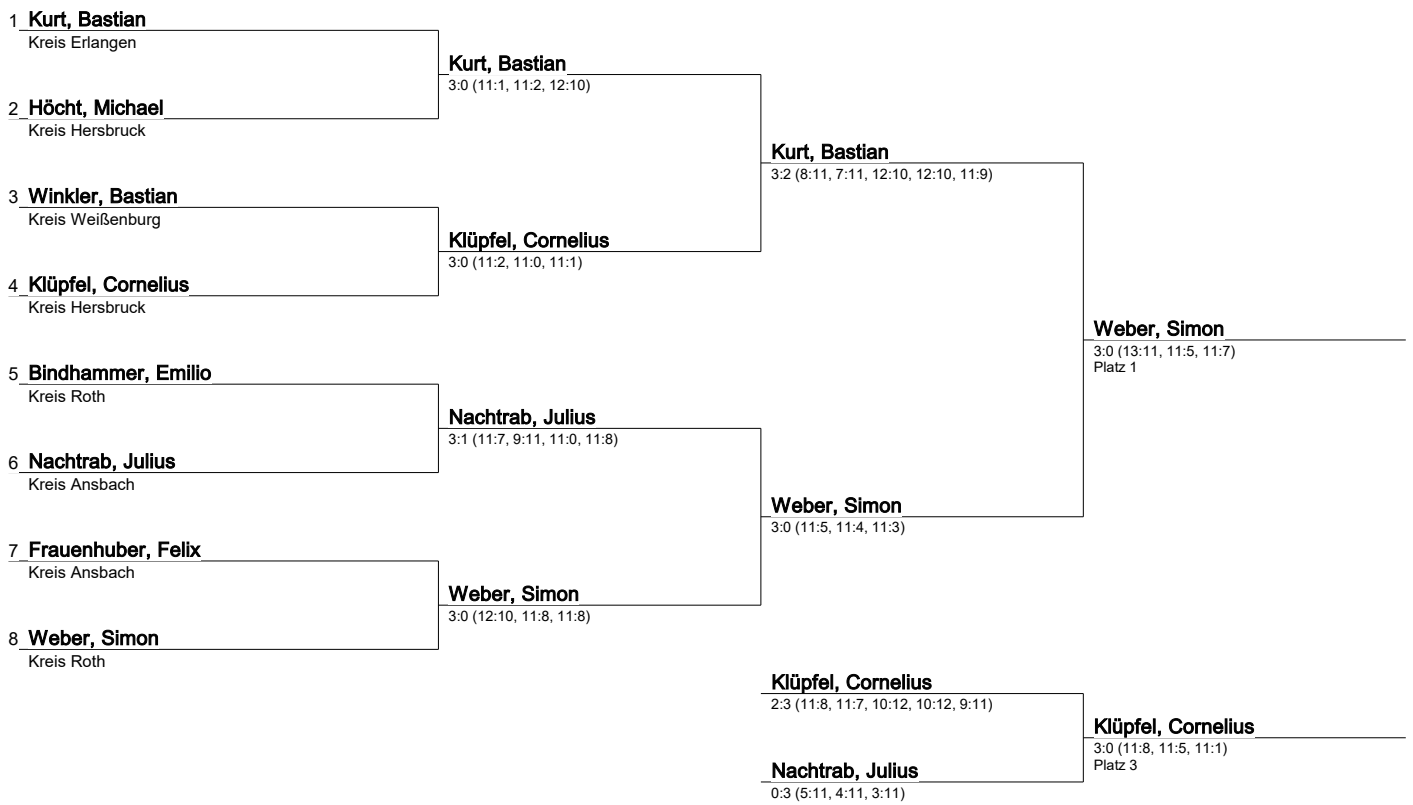 1 Kurt, Bastian
Kreis Erlangen
Kurt, Bastian
3:0 (11:1, 11:2, 12:10)
2 Höcht, Michael
Kreis Hersbruck
Kurt, Bastian
3:2 (8:11, 7:11, 12:10, 12:10, 11:9)
3 Winkler, Bastian
Kreis Weißenburg
Klüpfel, Cornelius
3:0 (11:2, 11:0, 11:1)
4 Klüpfel, Cornelius
Kreis Hersbruck
Weber, Simon
3:0 (13:11, 11:5, 11:7)
Platz 1
5 Bindhammer, Emilio
Kreis Roth
Nachtrab, Julius
3:1 (11:7, 9:11, 11:0, 11:8)
6 Nachtrab, Julius
Kreis Ansbach
Weber, Simon
3:0 (11:5, 11:4, 11:3)
7 Frauenhuber, Felix
Kreis Ansbach
Weber, Simon
3:0 (12:10, 11:8, 11:8)
8 Weber, Simon
Kreis Roth
Klüpfel, Cornelius
2:3 (11:8, 11:7, 10:12, 10:12, 9:11)
Klüpfel, Cornelius
3:0 (11:8, 11:5, 11:1)
Platz 3
Nachtrab, Julius
0:3 (5:11, 4:11, 3:11)